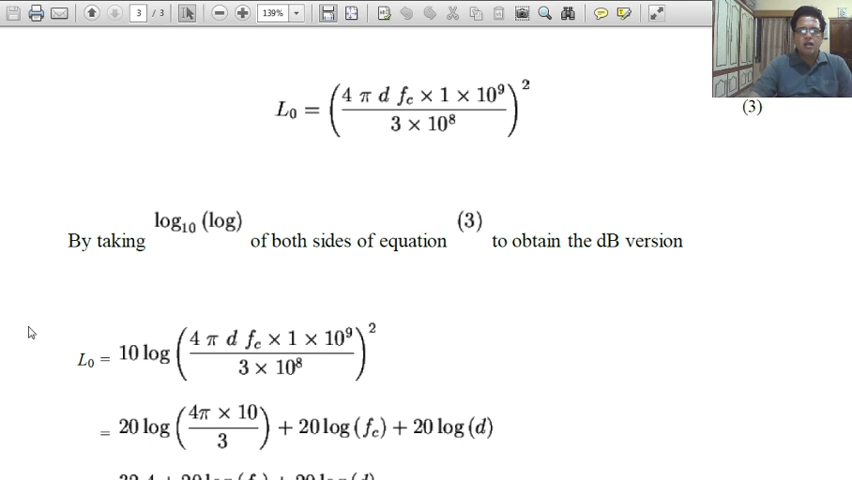 3 / 3 139%
L₀ = (4 π d f_c × 1 × 10⁹ / 3 × 10⁸)²
(3)
By taking log₁₀ (log) of both sides of equation (3) to obtain the dB version
L₀ = 10 log (4 π d f_c × 1 × 10⁹ / 3 × 10⁸)²
= 20 log (4π × 10 / 3) + 20 log (f_c) + 20 log (d)